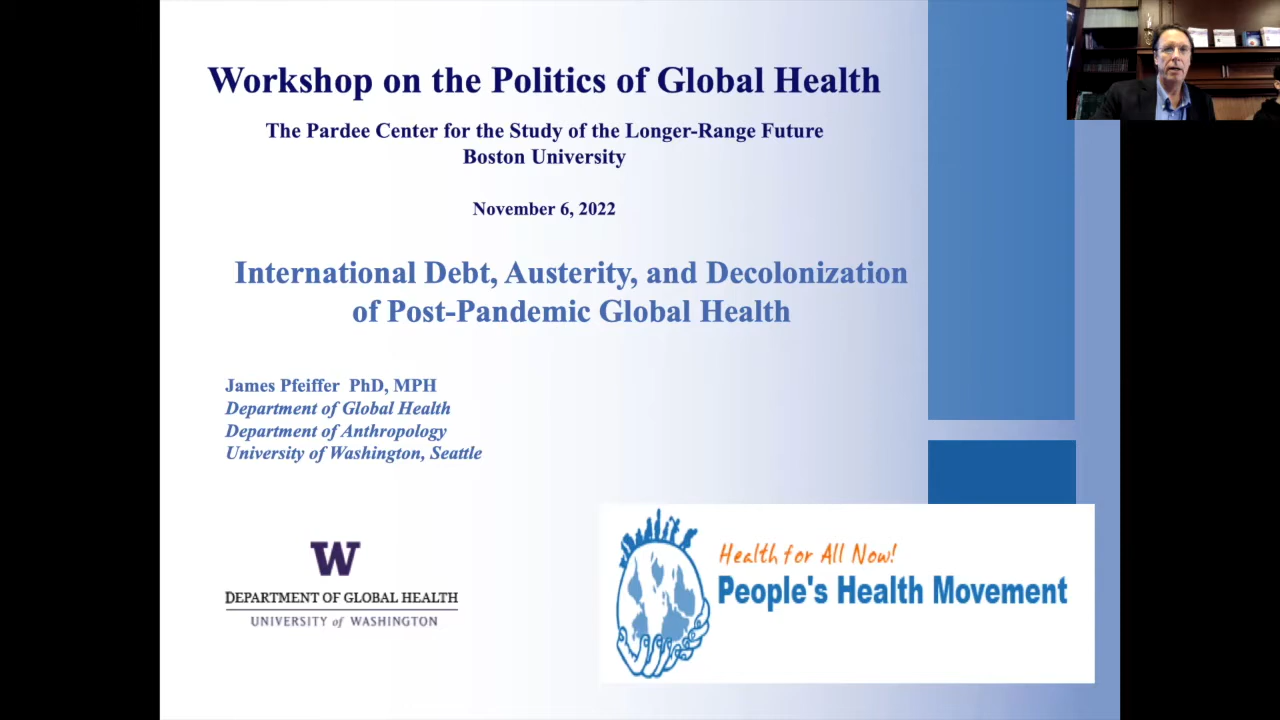 Workshop on the Politics of Global Health
The Pardee Center for the Study of the Longer-Range Future
Boston University
November 6, 2022
International Debt, Austerity, and Decolonization
of Post-Pandemic Global Health
James Pfeiffer PhD, MPH
Department of Global Health
Department of Anthropology
University of Washington, Seattle
W
DEPARTMENT OF GLOBAL HEALTH
UNIVERSITY of WASHINGTON
Health for All Now!
People's Health Movement